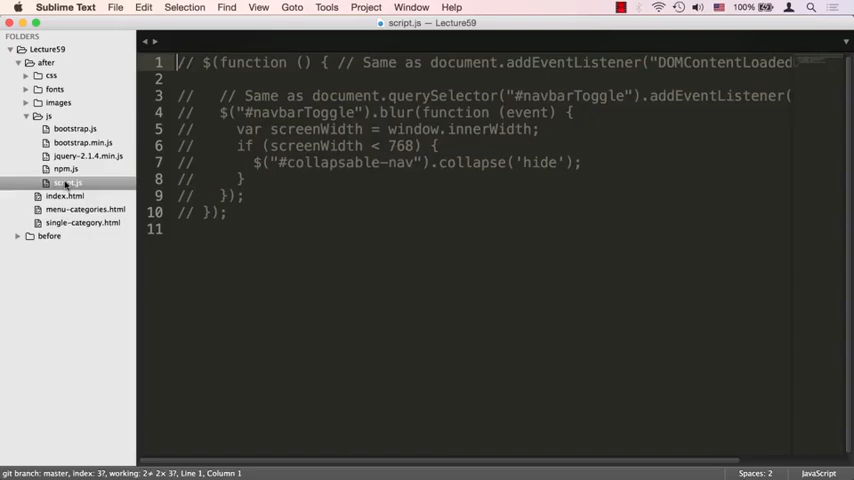 Sublime Text File Edit Selection Find View Goto Tools Project Window Help 100%
script.js — Lecture59
FOLDERS
Lecture59
after
css
fonts
images
js
bootstrap.js
bootstrap.min.js
jquery-2.1.4.min.js
npm.js
script.js
index.html
menu-categories.html
single-category.html
before
1 // $(function () { // Same as document.addEventListener("DOMContentLoaded
2
3 //   // Same as document.querySelector("#navbarToggle").addEventListener(
4 //   $("#navbarToggle").blur(function (event) {
5 //     var screenWidth = window.innerWidth;
6 //     if (screenWidth < 768) {
7 //       $("#collapsable-nav").collapse('hide');
8 //     }
9 //   });
10 // });
11
git branch: master, index: 3?, working: 2≠ 2× 3?, Line 1, Column 1 Spaces: 2 JavaScript